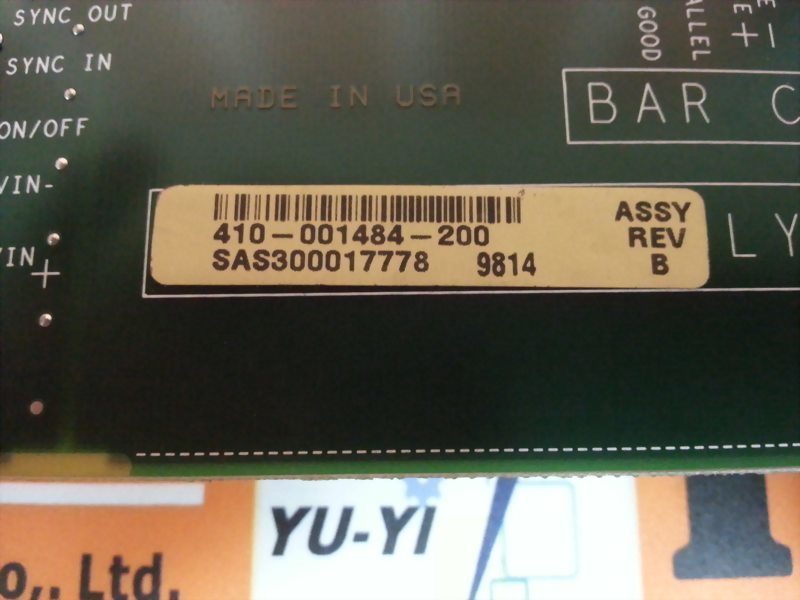 SYNC OUT
SYNC IN
ON/OFF
VIN-
VIN
+
MADE IN USA
GOOD
BAR C
410-001484-200
SAS300017778 9814
ASSY
REV
B
LY
YU-YI
o,. Ltd.